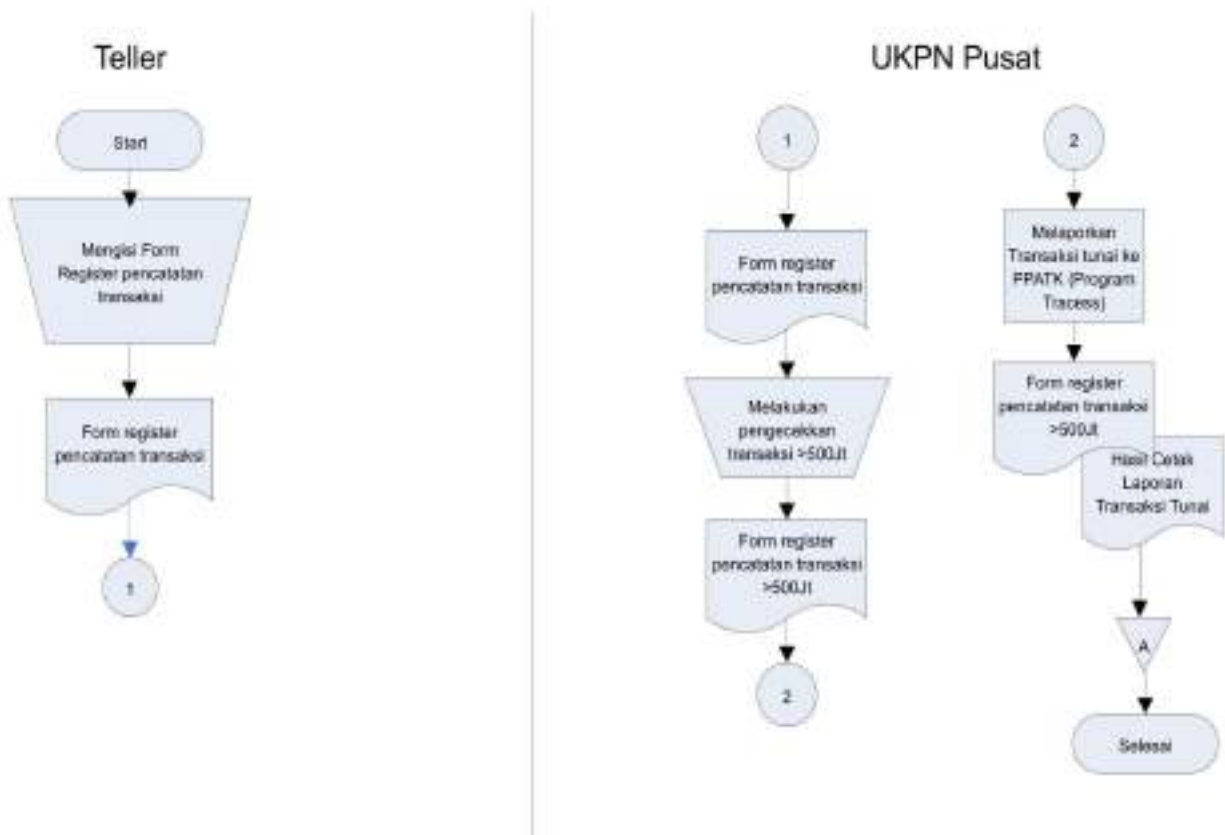 Teller
Start
Mengisi Form
Register pencatatan
transaksi
Form register
pencatatan transaksi
1
UKPN Pusat
1
Form register
pencatatan transaksi
Melakukan
pengecekkan
transaksi >500Jt
Form register
pencatatan transaksi
>500Jt
2
2
Melaporkan
Transaksi tunai ke
PPATK (Program
Tracess)
Form register
pencatatan transaksi
>500Jt
Hasil Cetak
Laporan
Transaksi Tunai
A
Selesai